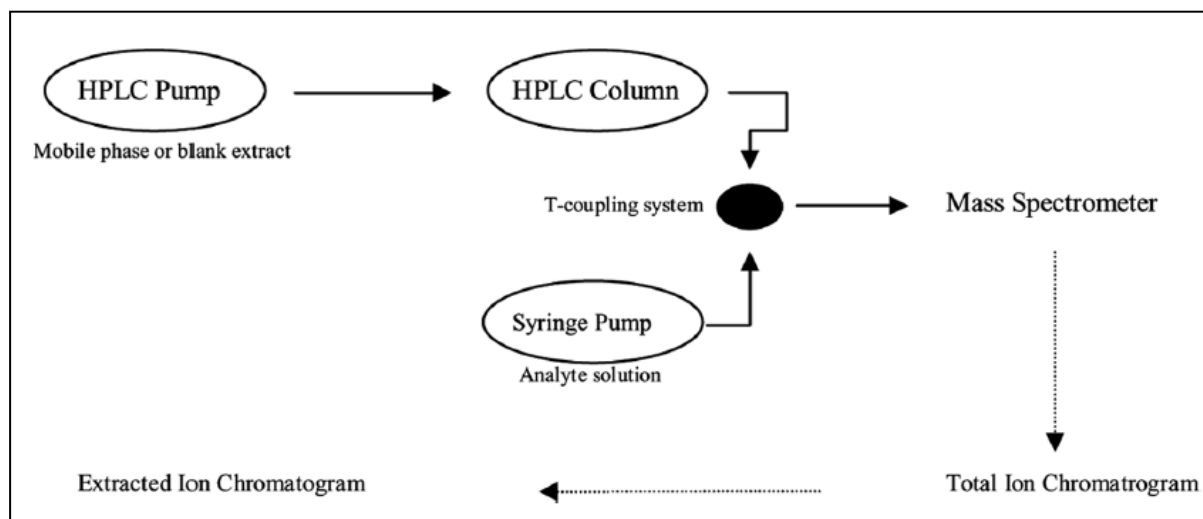 HPLC Pump
HPLC Column
Mobile phase or blank extract
T-coupling system
Mass Spectrometer
Syringe Pump
Analyte solution
Extracted Ion Chromatogram
Total Ion Chromatrogram